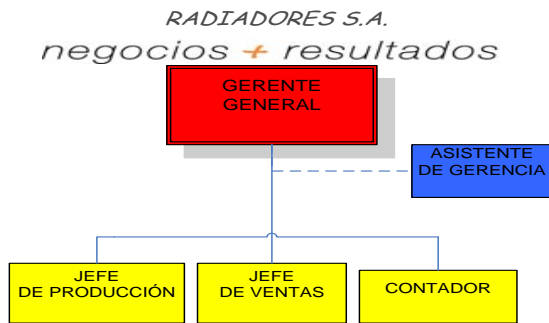 RADIADORES S.A.
negocios + resultados
GERENTE
GENERAL
ASISTENTE
DE GERENCIA
JEFE
DE PRODUCCIÓN
JEFE
DE VENTAS
CONTADOR